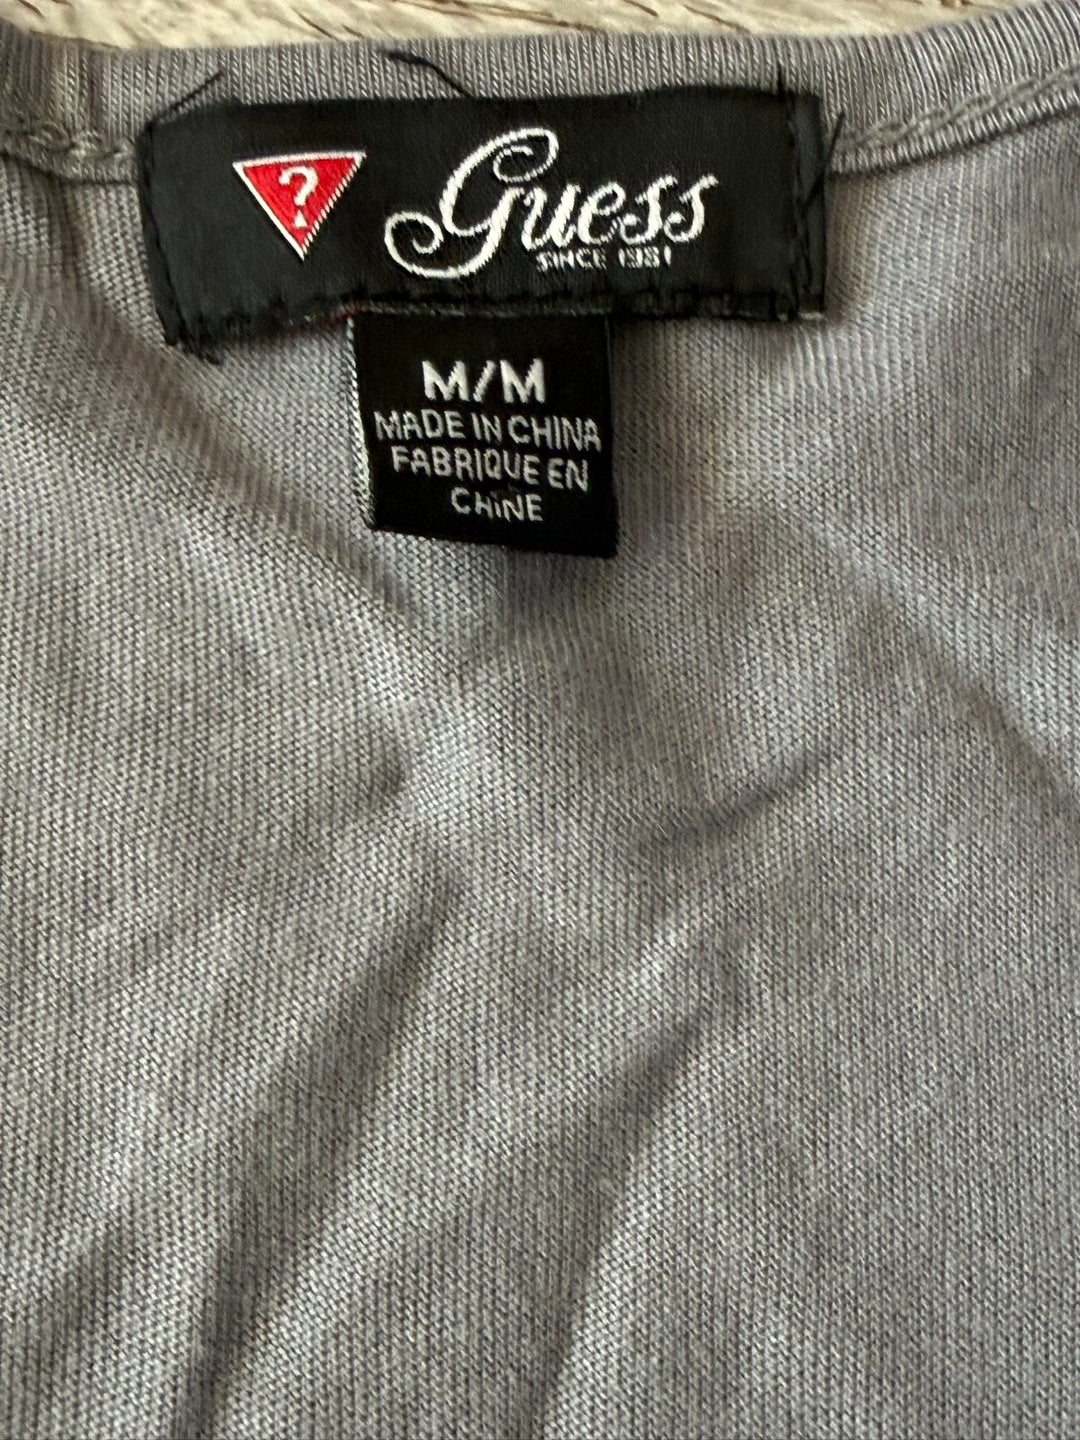 ?
Guess
SINCE 1981
M/M
MADE IN CHINA
FABRIQUE EN
CHINE